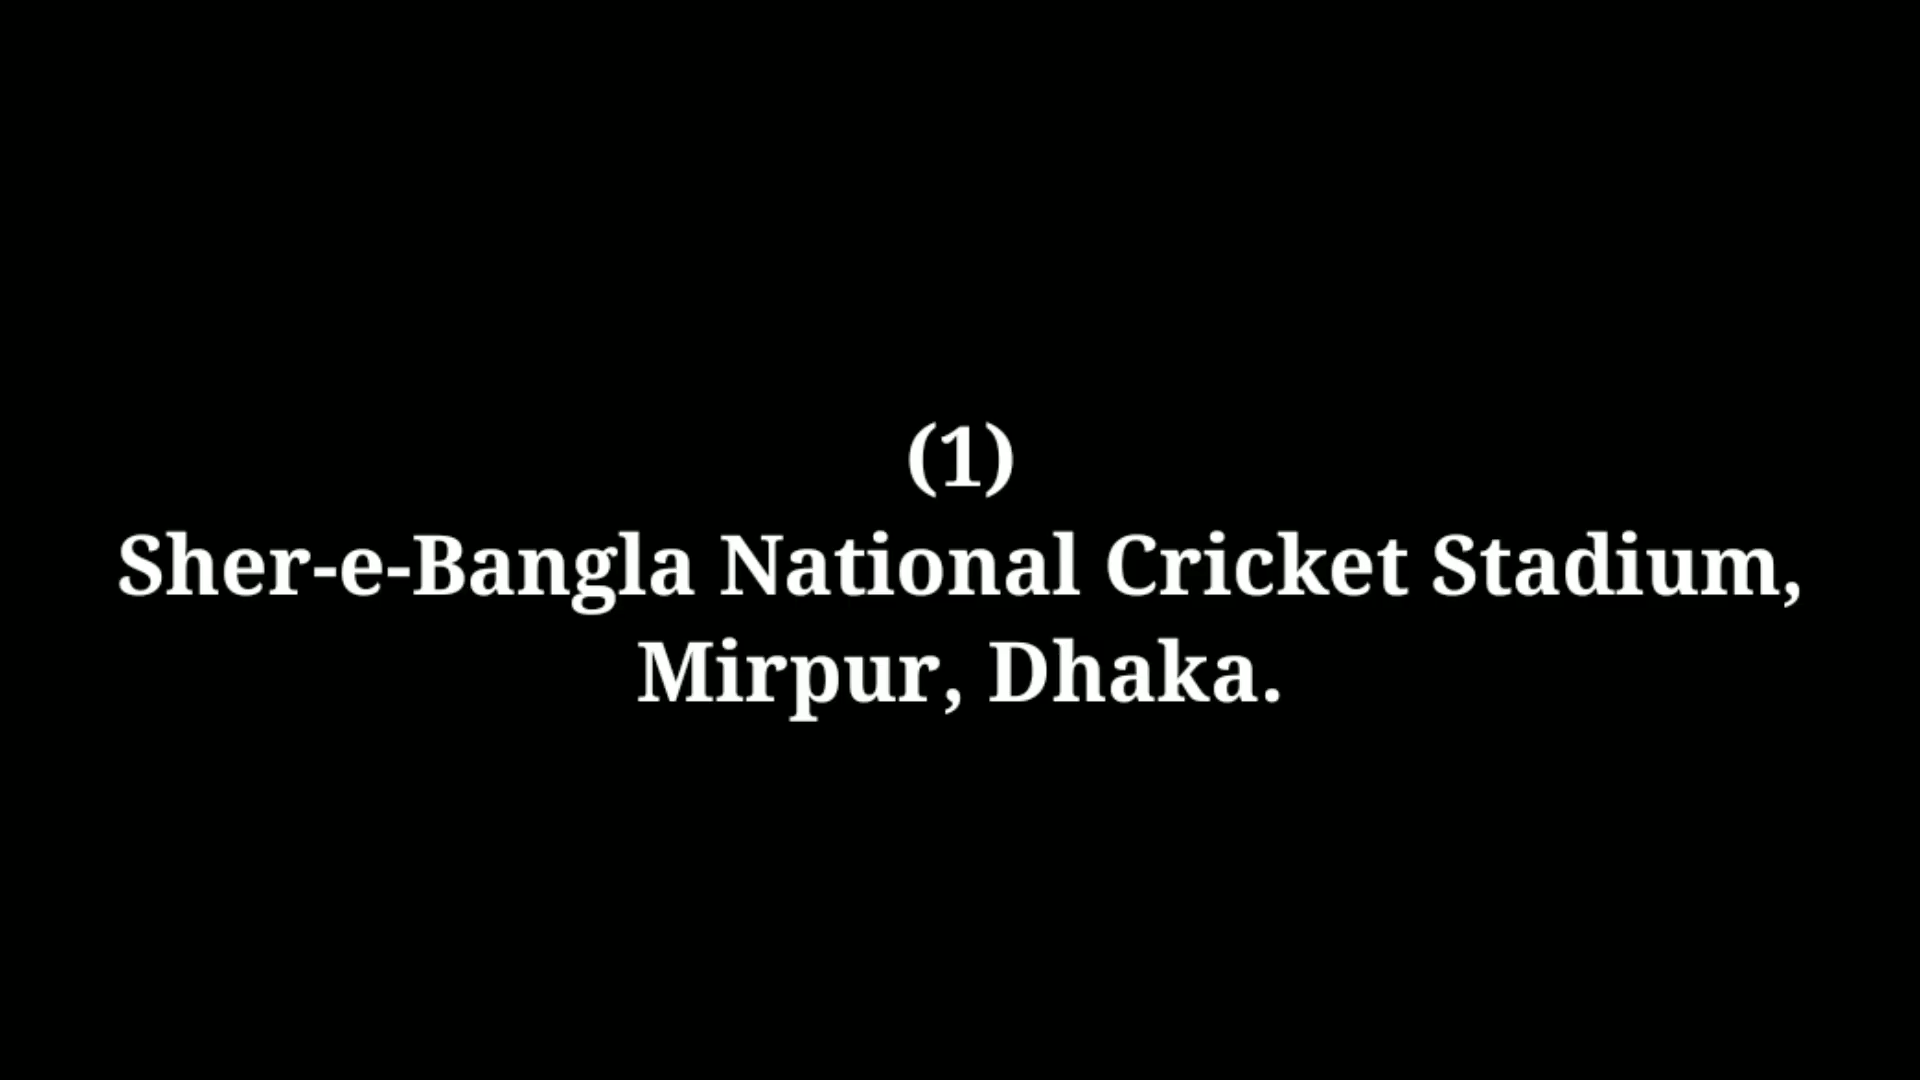 (1)
Sher-e-Bangla National Cricket Stadium,
Mirpur, Dhaka.